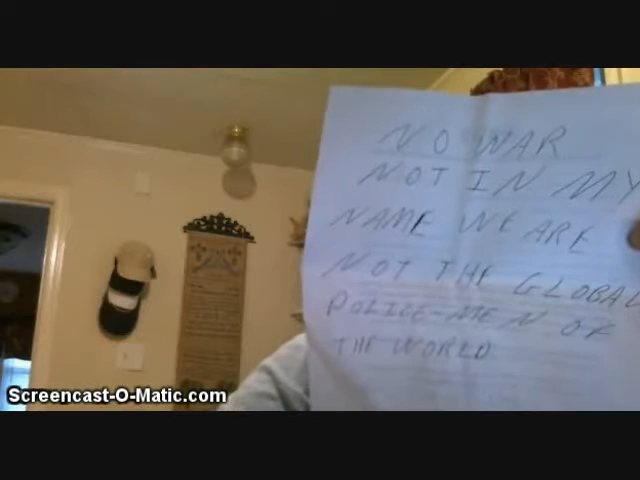 NO WAR
NOT IN MY
NAME WE ARE
NOT THE GLOBAL
POLICE-MEN OF
THE WORLD
Screencast-O-Matic.com